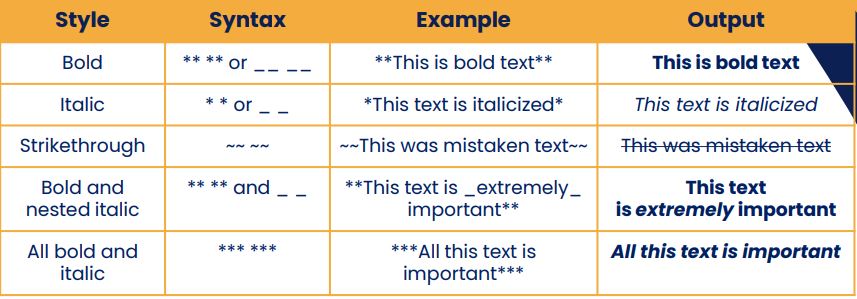 Style Syntax Example Output
Bold ** ** or __ __ **This is bold text** This is bold text
Italic * * or _ _ *This text is italicized* This text is italicized
Strikethrough ~~ ~~ ~~This was mistaken text~~ This was mistaken text
Bold and
nested italic
** ** and _ _
**This text is _extremely_
important**
This text
is extremely important
All bold and
italic
*** ***
***All this text is
important***
All this text is important